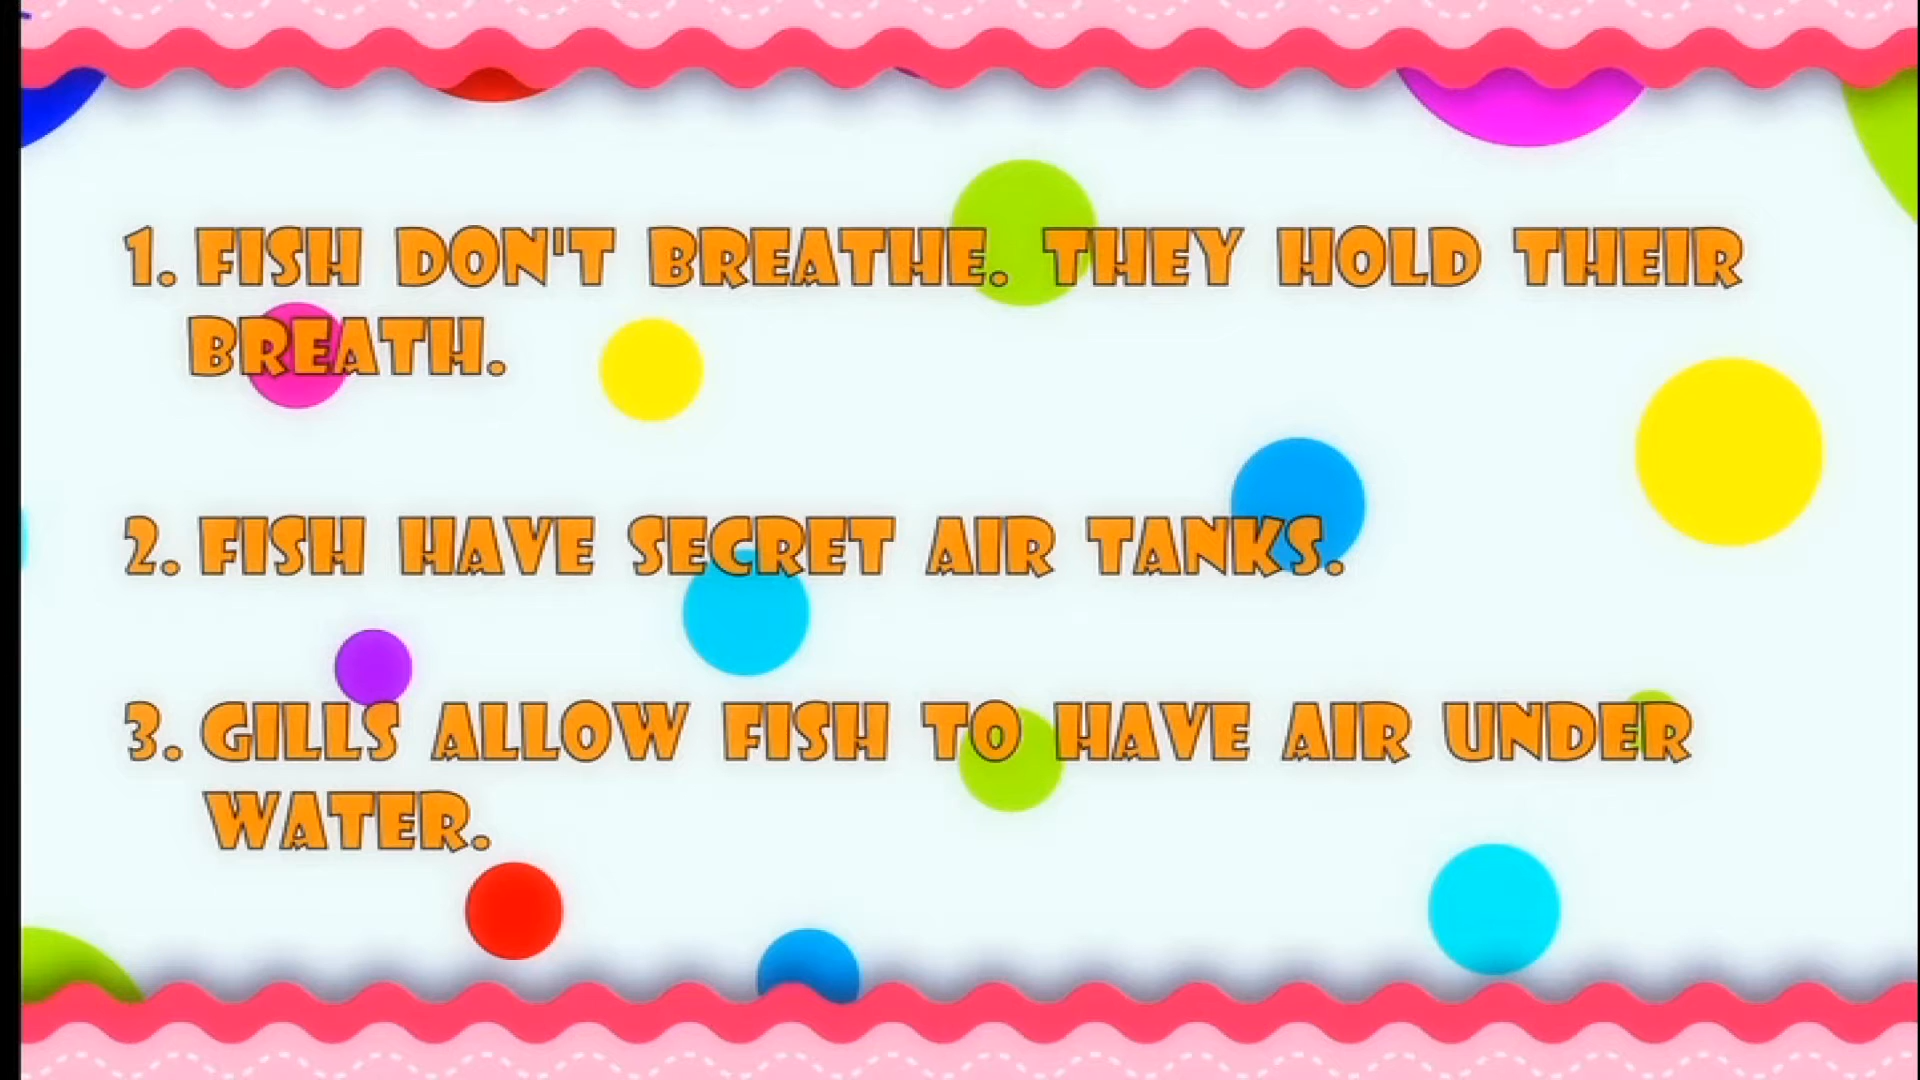 1. FISH DON'T BREATHE. THEY HOLD THEIR
BREATH.
2. FISH HAVE SECRET AIR TANKS.
3. GILLS ALLOW FISH TO HAVE AIR UNDER
WATER.